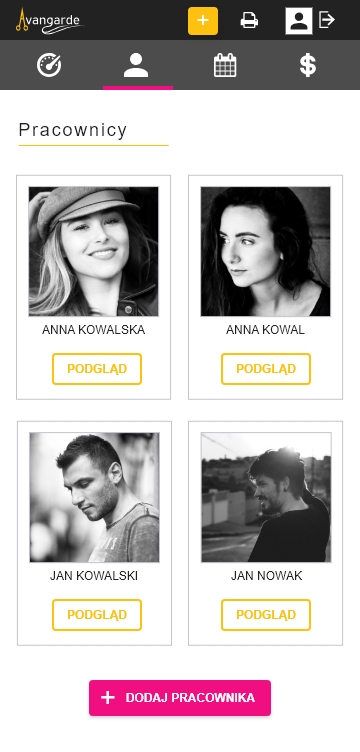 Avangarde
Pracownicy
ANNA KOWALSKA
ANNA KOWAL
PODGLĄD
PODGLĄD
JAN KOWALSKI
JAN NOWAK
PODGLĄD
PODGLĄD
+ DODAJ PRACOWNIKA